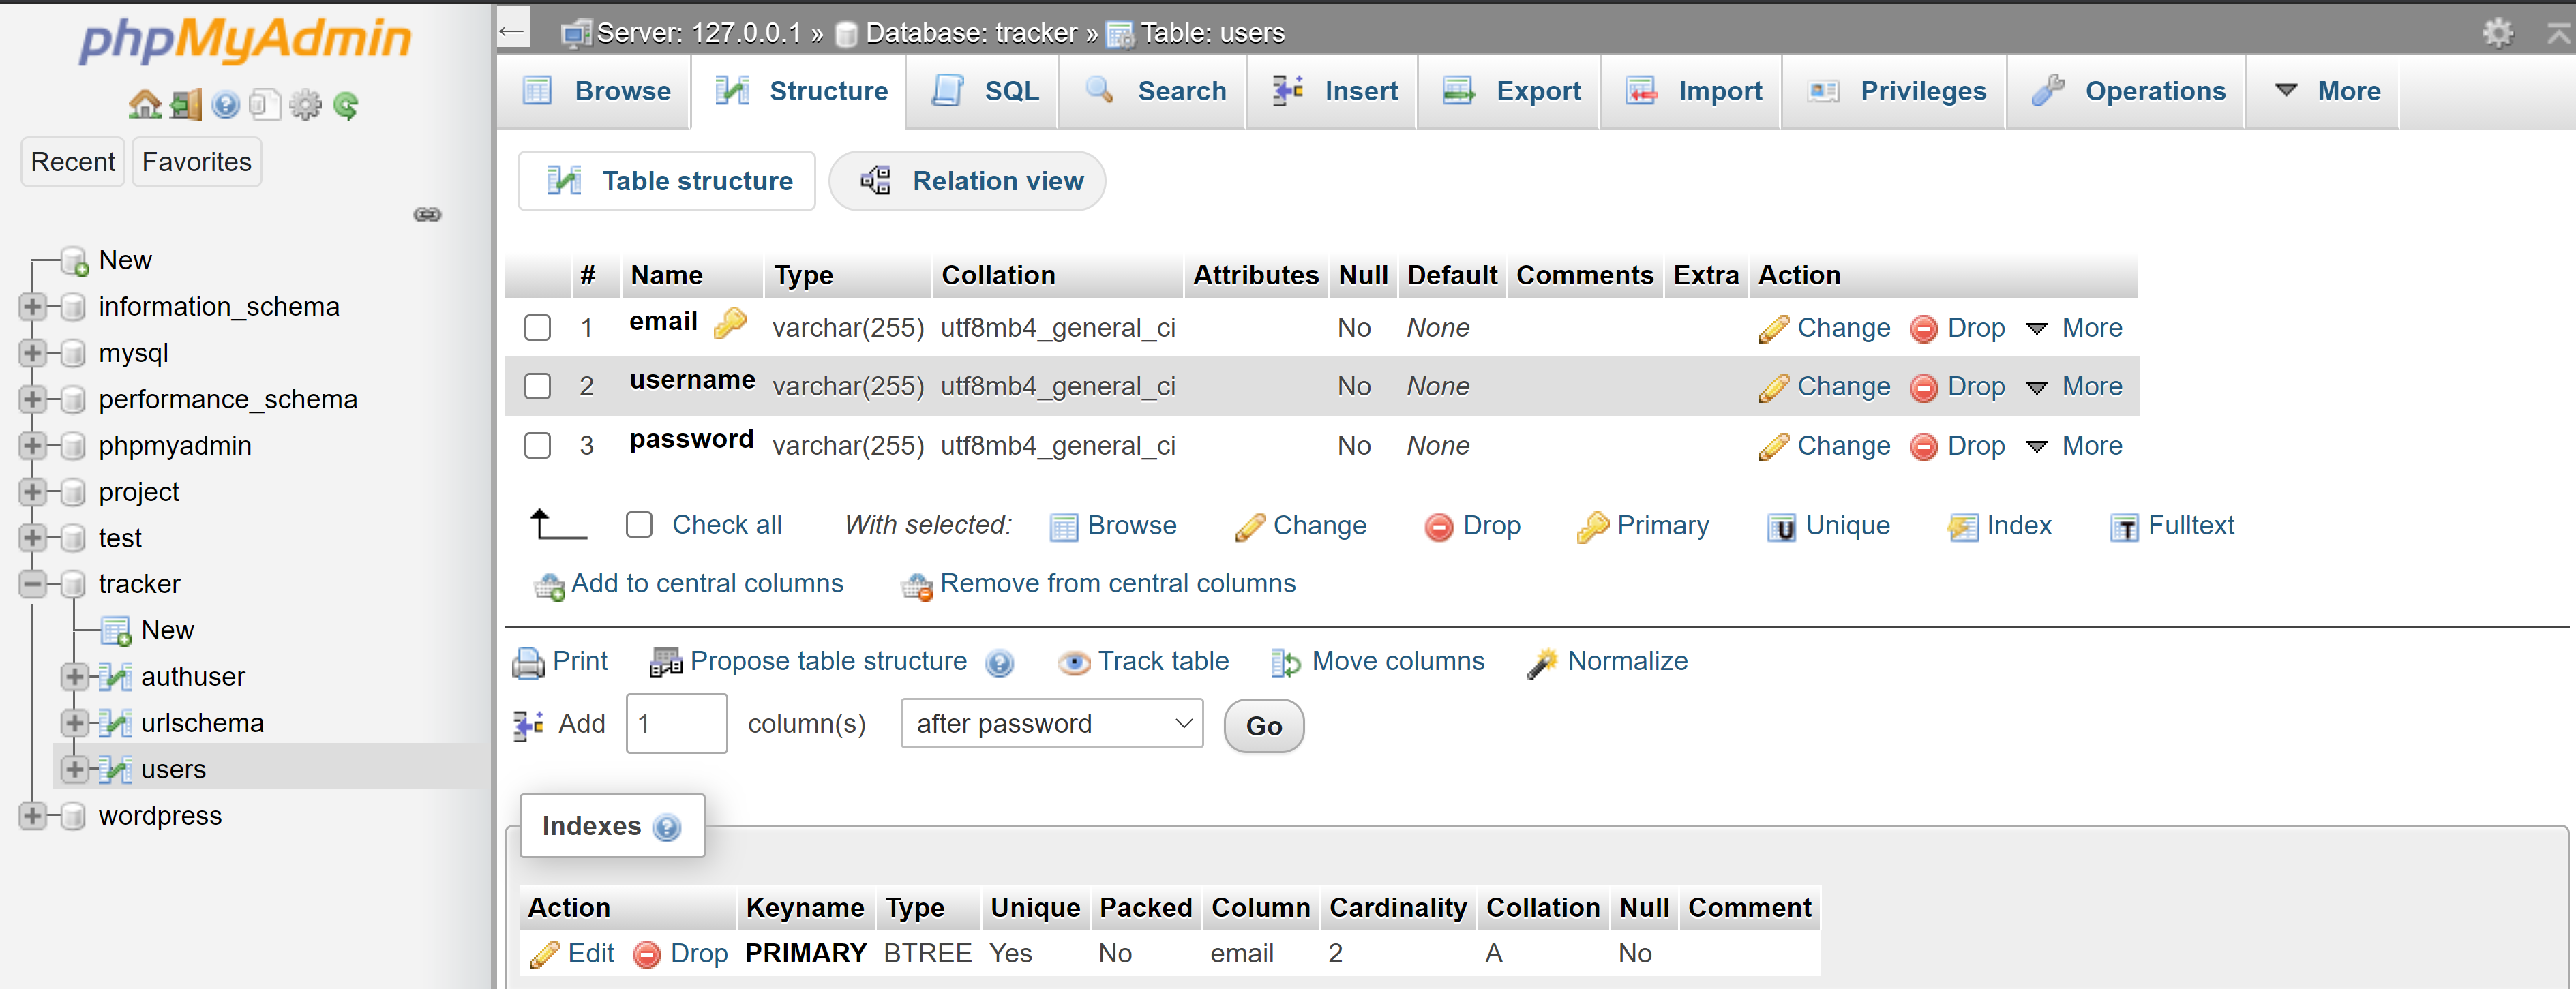 phpMyAdmin
Recent Favorites
New
information_schema
mysql
performance_schema
phpmyadmin
project
test
tracker
New
authuser
urlschema
users
wordpress
Server: 127.0.0.1 » Database: tracker » Table: users
Browse Structure SQL Search Insert Export Import Privileges Operations More
Table structure Relation view
# Name Type Collation Attributes Null Default Comments Extra Action
1 email varchar(255) utf8mb4_general_ci No None Change Drop More
2 username varchar(255) utf8mb4_general_ci No None Change Drop More
3 password varchar(255) utf8mb4_general_ci No None Change Drop More
Check all With selected: Browse Change Drop Primary Unique Index Fulltext
Add to central columns Remove from central columns
Print Propose table structure Track table Move columns Normalize
Add 1 column(s) after password Go
Indexes
Action Keyname Type Unique Packed Column Cardinality Collation Null Comment
Edit Drop PRIMARY BTREE Yes No email 2 A No